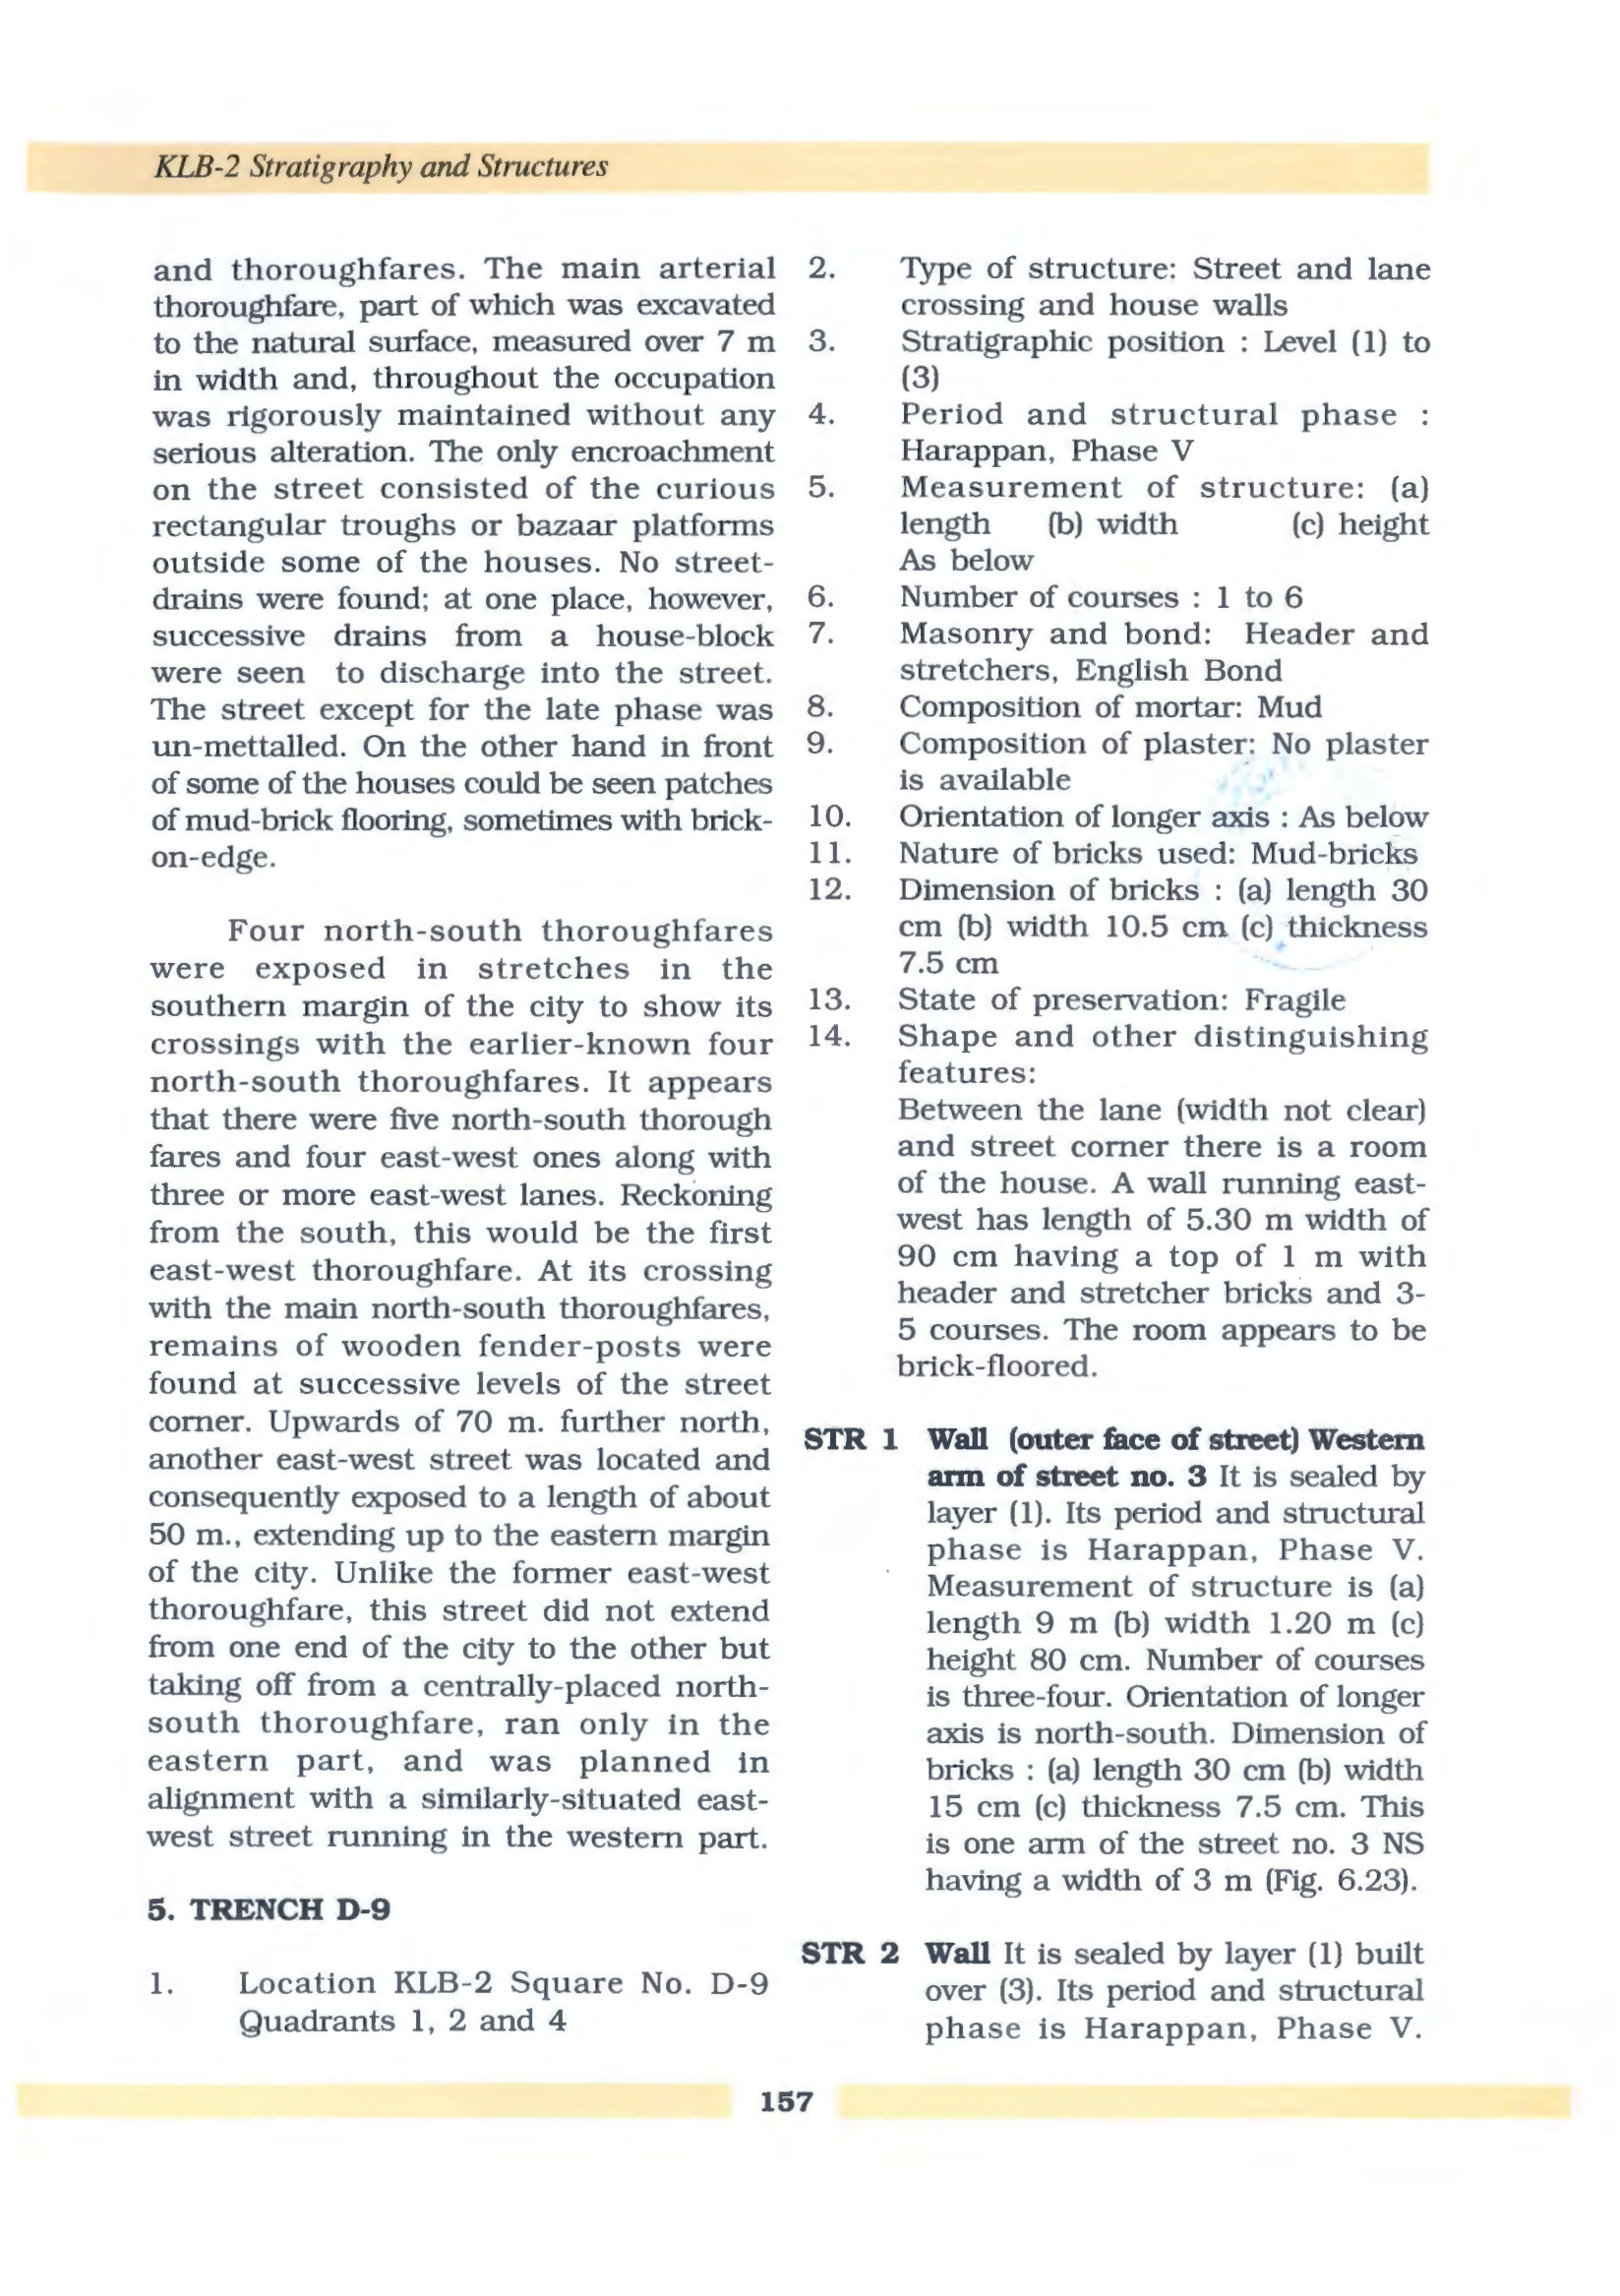 KLB-2 Stratigraphy and Structures
and thoroughfares. The main arterial
thoroughfare, part of which was excavated
to the natural surface, measured over 7 m
in width and, throughout the occupation
was rigorously maintained without any
serious alteration. The only encroachment
on the street consisted of the curious
rectangular troughs or bazaar platforms
outside some of the houses. No street-
drains were found; at one place, however,
successive drains from a house-block
were seen to discharge into the street.
The street except for the late phase was
un-mettalled. On the other hand in front
of some of the houses could be seen patches
of mud-brick flooring, sometimes with brick-
on-edge.
Four north-south thoroughfares
were exposed in stretches in the
southern margin of the city to show its
crossings with the earlier-known four
north-south thoroughfares. It appears
that there were five north-south thorough
fares and four east-west ones along with
three or more east-west lanes. Reckoning
from the south, this would be the first
east-west thoroughfare. At its crossing
with the main north-south thoroughfares,
remains of wooden fender-posts were
found at successive levels of the street
corner. Upwards of 70 m. further north,
another east-west street was located and
consequently exposed to a length of about
50 m., extending up to the eastern margin
of the city. Unlike the former east-west
thoroughfare, this street did not extend
from one end of the city to the other but
taking off from a centrally-placed north-
south thoroughfare, ran only in the
eastern part, and was planned in
alignment with a similarly-situated east-
west street running in the western part.
5. TRENCH D-9
1. Location KLB-2 Square No. D-9
Quadrants 1, 2 and 4
2. Type of structure: Street and lane
crossing and house walls
3. Stratigraphic position : Level (1) to
(3)
4. Period and structural phase :
Harappan, Phase V
5. Measurement of structure: (a)
length (b) width (c) height
As below
6. Number of courses : 1 to 6
7. Masonry and bond: Header and
stretchers, English Bond
8. Composition of mortar: Mud
9. Composition of plaster: No plaster
is available
10. Orientation of longer axis : As below
11. Nature of bricks used: Mud-bricks
12. Dimension of bricks : (a) length 30
cm (b) width 10.5 cm (c) thickness
7.5 cm
13. State of preservation: Fragile
14. Shape and other distinguishing
features:
Between the lane (width not clear)
and street corner there is a room
of the house. A wall running east-
west has length of 5.30 m width of
90 cm having a top of 1 m with
header and stretcher bricks and 3-
5 courses. The room appears to be
brick-floored.
STR 1 Wall (outer face of street) Western
arm of street no. 3 It is sealed by
layer (1). Its period and structural
phase is Harappan, Phase V.
Measurement of structure is (a)
length 9 m (b) width 1.20 m (c)
height 80 cm. Number of courses
is three-four. Orientation of longer
axis is north-south. Dimension of
bricks : (a) length 30 cm (b) width
15 cm (c) thickness 7.5 cm. This
is one arm of the street no. 3 NS
having a width of 3 m (Fig. 6.23).
STR 2 Wall It is sealed by layer (1) built
over (3). Its period and structural
phase is Harappan, Phase V.
157